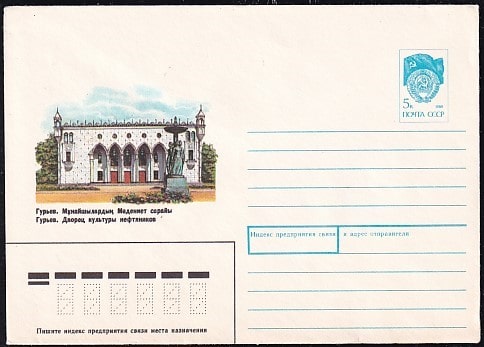 5к 1988
ПОЧТА СССР
Гурьев. Мұнайшылардың Мәдениет сарайы
Гурьев. Дворец культуры нефтяников
Индекс предприятия связи и адрес отправителя
Пишите индекс предприятия связи места назначения